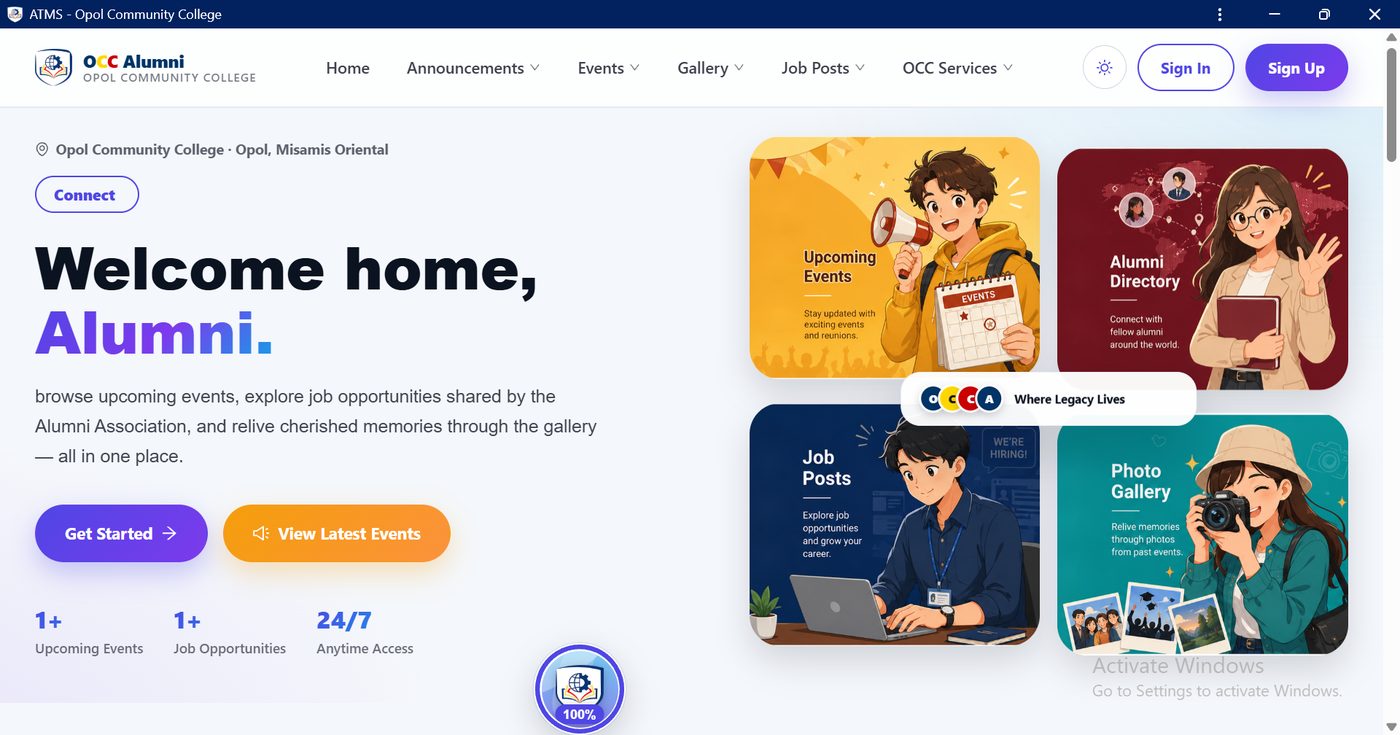 ATMS - Opol Community College
OCC Alumni
OPOL COMMUNITY COLLEGE
Home
Announcements
Events
Gallery
Job Posts
OCC Services
Sign In
Sign Up
Opol Community College · Opol, Misamis Oriental
Connect
Welcome home,
Alumni.
browse upcoming events, explore job opportunities shared by the
Alumni Association, and relive cherished memories through the gallery
— all in one place.
Get Started
View Latest Events
1+
Upcoming Events
1+
Job Opportunities
24/7
Anytime Access
100%
Upcoming
Events
Stay updated with
exciting events
and reunions.
EVENTS
Alumni
Directory
Connect with
fellow alumni
around the world.
O C C A
Where Legacy Lives
Job
Posts
Explore job
opportunities
and grow your
career.
WE'RE
HIRING!
Photo
Gallery
Relive memories
through photos
from past events.
Activate Windows
Go to Settings to activate Windows.